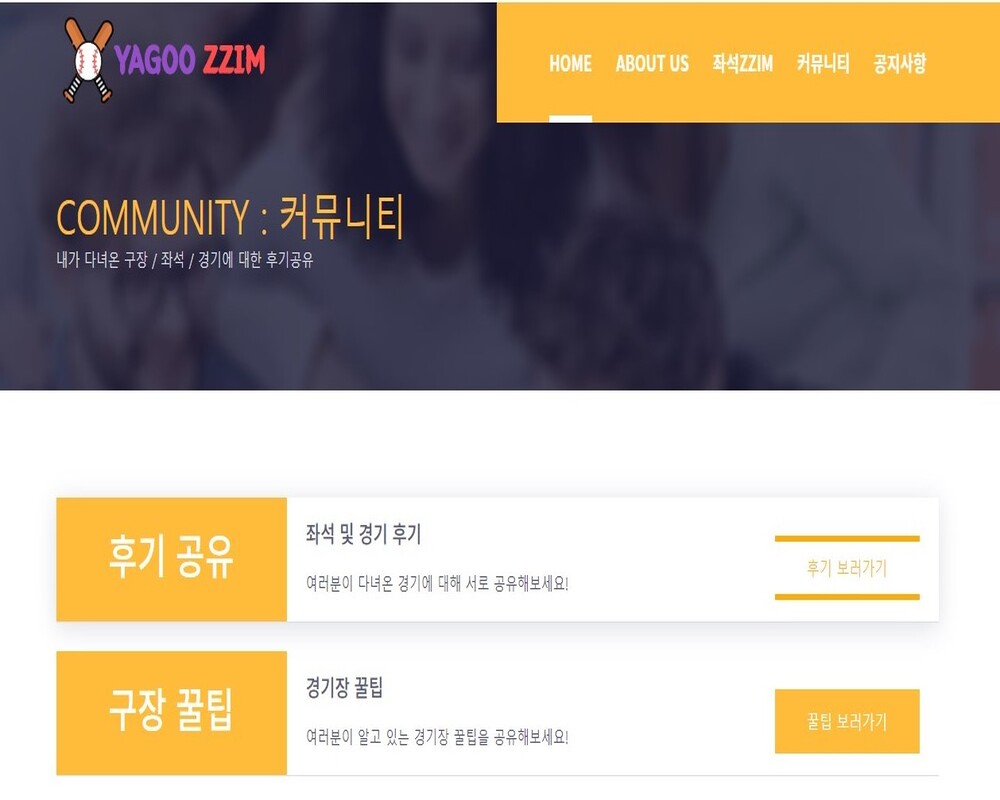 YAGOO ZZIM
HOME ABOUT US 좌석ZZIM 커뮤니티 공지사항
COMMUNITY : 커뮤니티
내가 다녀온 구장 / 좌석 / 경기에 대한 후기공유
후기 공유
좌석 및 경기 후기
여러분이 다녀온 경기에 대해 서로 공유해보세요!
후기 보러가기
구장 꿀팁
경기장 꿀팁
여러분이 알고 있는 경기장 꿀팁을 공유해보세요!
꿀팁 보러가기